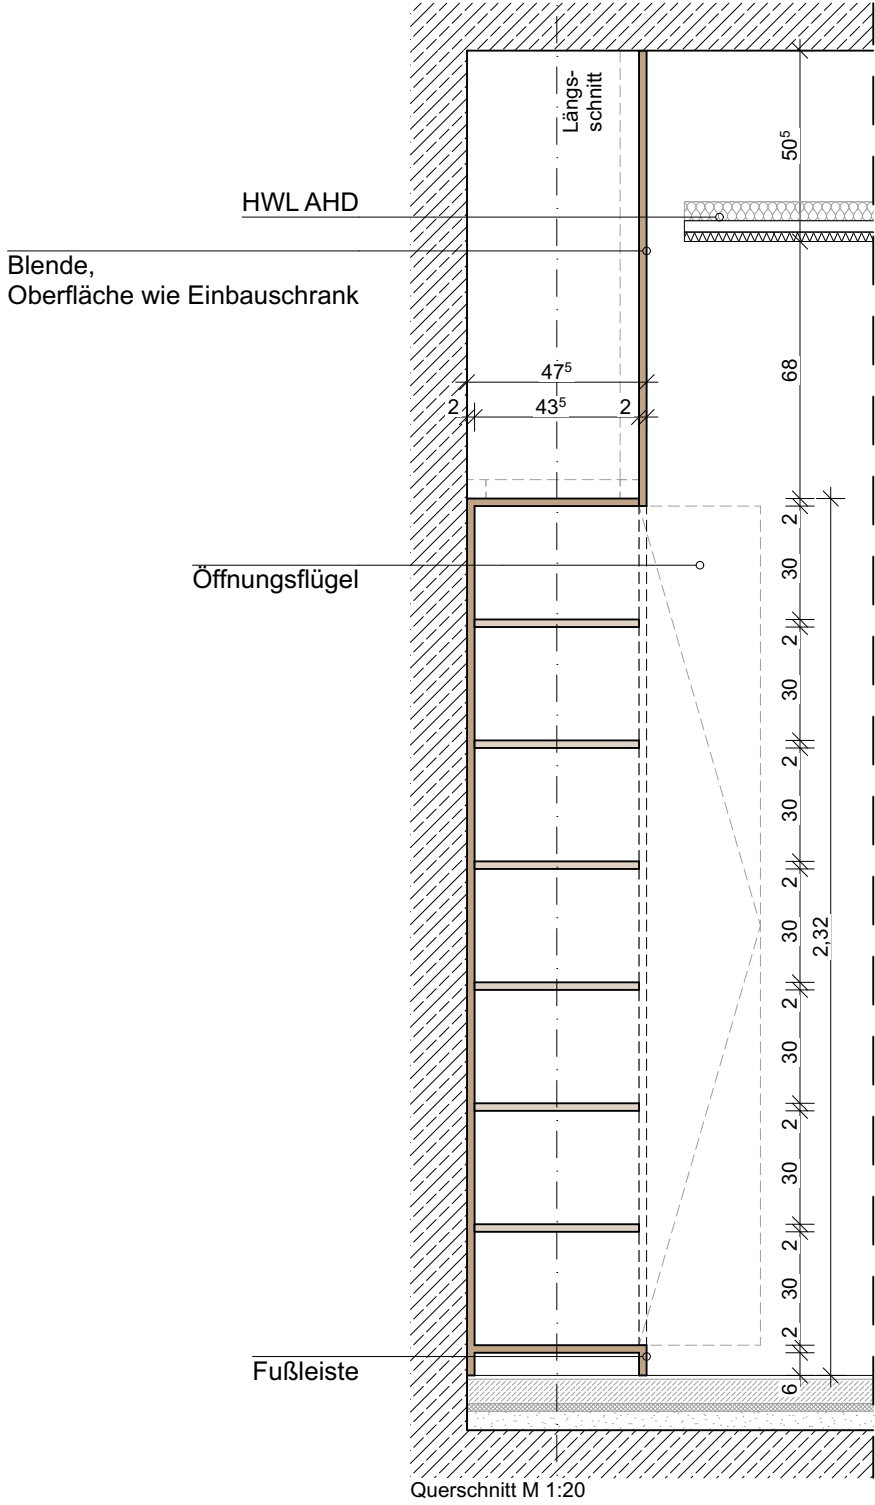 Längs-
schnitt
50⁵
HWL AHD
Blende,
Oberfläche wie Einbauschrank
68
47⁵
2 43⁵ 2
2
Öffnungsflügel
30
2
30
2
30
2
30
2,32
2
30
2
30
2
30
2
Fußleiste
6
Querschnitt M 1:20